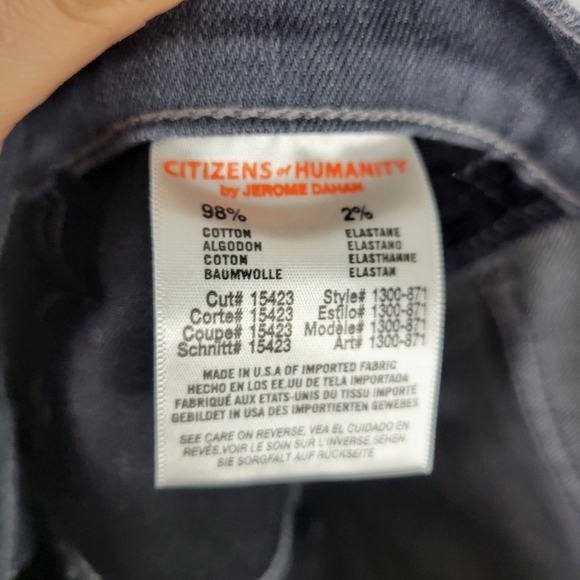 CITIZENS of HUMANITY
by JEROME DAHAN
98% 2%
COTTON ELASTANE
ALGODON ELASTANO
COTON ELASTHANNE
BAUMWOLLE ELASTAN
Cut# 15423 Style# 1300-871
Corte# 15423 Estilo# 1300-871
Coupe# 15423 Modèle# 1300-871
Schnitt# 15423 Art# 1300-871
MADE IN U.S.A OF IMPORTED FABRIC
HECHO EN LOS EE.UU DE TELA IMPORTADA
FABRIQUÉ AUX ETATS-UNIS DU TISSU IMPORTE
GEBILDET IN USA DES IMPORTIERTEN GEWEBES
SEE CARE ON REVERSE, VEA EL CUIDADO EN
REVÉS,VOIR LE SOIN SUR L'INVERSE,SEHEN
SIE SORGFALT AUF RÜCKSEITE